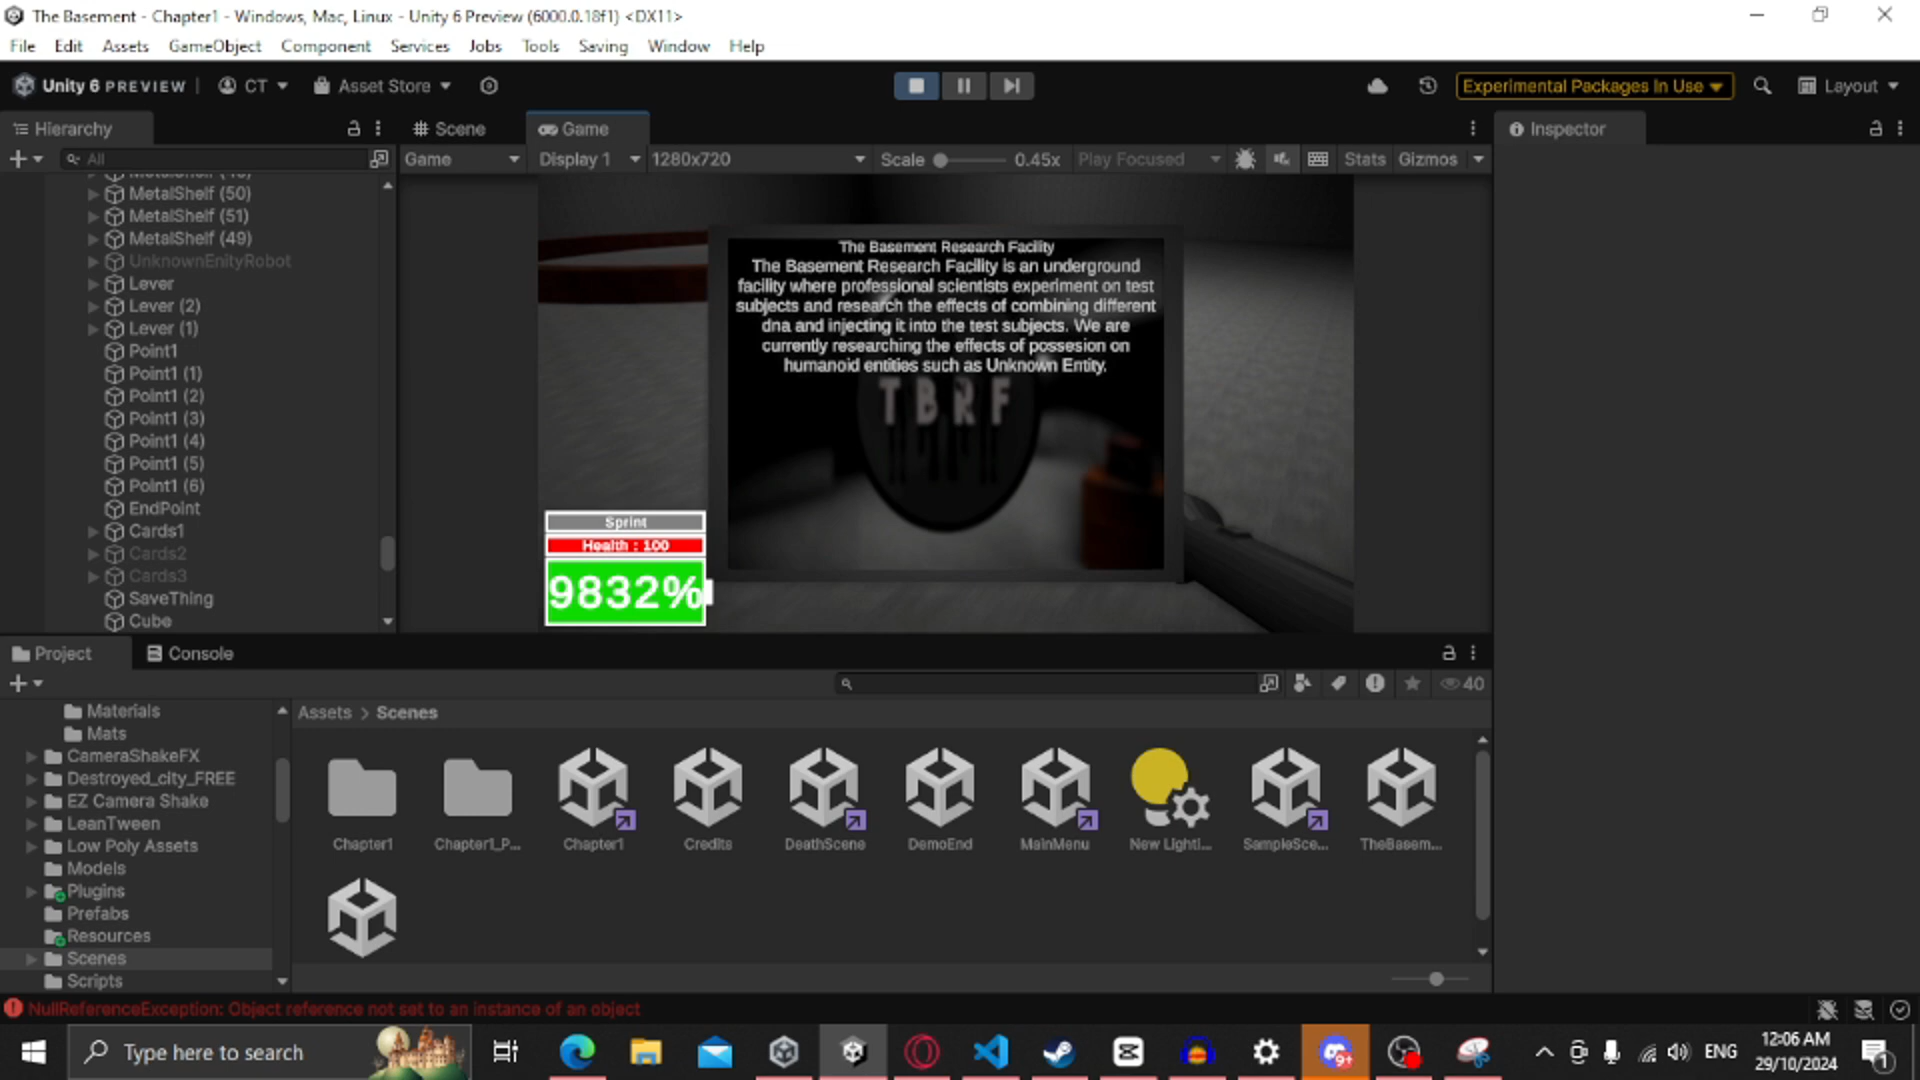 The Basement - Chapter1 - Windows, Mac, Linux - Unity 6 Preview (6000.0.18f1) <DX11>
File Edit Assets GameObject Component Services Jobs Tools Saving Window Help
Unity 6 PREVIEW CT Asset Store Experimental Packages In Use Layout
Hierarchy
Scene
Game
Inspector
All
Game Display 1 1280x720 Scale 0.45x Play Focused Stats Gizmos
MetalShelf (50)
MetalShelf (51)
MetalShelf (49)
UnknownEnityRobot
Lever
Lever (2)
Lever (1)
Point1
Point1 (1)
Point1 (2)
Point1 (3)
Point1 (4)
Point1 (5)
Point1 (6)
EndPoint
Cards1
Cards2
Cards3
SaveThing
Cube
The Basement Research Facility
The Basement Research Facility is an underground
facility where professional scientists experiment on test
subjects and research the effects of combining different
dna and injecting it into the test subjects. We are
currently researching the effects of possesion on
humanoid entities such as Unknown Entity.
TBRF
Sprint
Health : 100
9832%
Project
Console
40
Materials
Mats
CameraShakeFX
Destroyed_city_FREE
EZ Camera Shake
LeanTween
Low Poly Assets
Models
Plugins
Prefabs
Resources
Scenes
Scripts
Assets > Scenes
Chapter1 Chapter1_P... Chapter1 Credits DeathScene DemoEnd MainMenu New Lighti... SampleSce... TheBasem...
NullReferenceException: Object reference not set to an instance of an object
Type here to search
9+
ENG
12:06 AM
29/10/2024
1